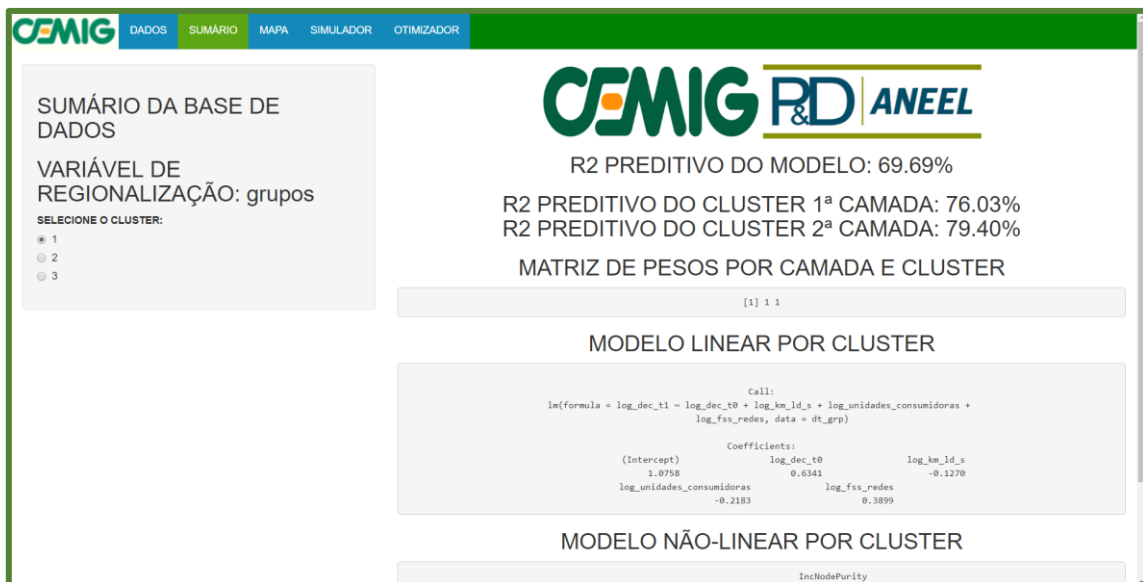 CEMIG DADOS SUMÁRIO MAPA SIMULADOR OTIMIZADOR
SUMÁRIO DA BASE DE
DADOS
VARIÁVEL DE
REGIONALIZAÇÃO: grupos
SELECIONE O CLUSTER:
1
2
3
CEMIG P&D ANEEL
R2 PREDITIVO DO MODELO: 69.69%
R2 PREDITIVO DO CLUSTER 1ª CAMADA: 76.03%
R2 PREDITIVO DO CLUSTER 2ª CAMADA: 79.40%
MATRIZ DE PESOS POR CAMADA E CLUSTER
[1] 1 1
MODELO LINEAR POR CLUSTER
Call:
lm(formula = log_dec_t1 ~ log_dec_t0 + log_km_ld_s + log_unidades_consumidoras +
log_fss_redes, data = dt_grp)
Coefficients:
(Intercept) log_dec_t0 log_km_ld_s
1.0758 0.6341 -0.1270
log_unidades_consumidoras log_fss_redes
-0.2183 0.3899
MODELO NÃO-LINEAR POR CLUSTER
IncNodePurity